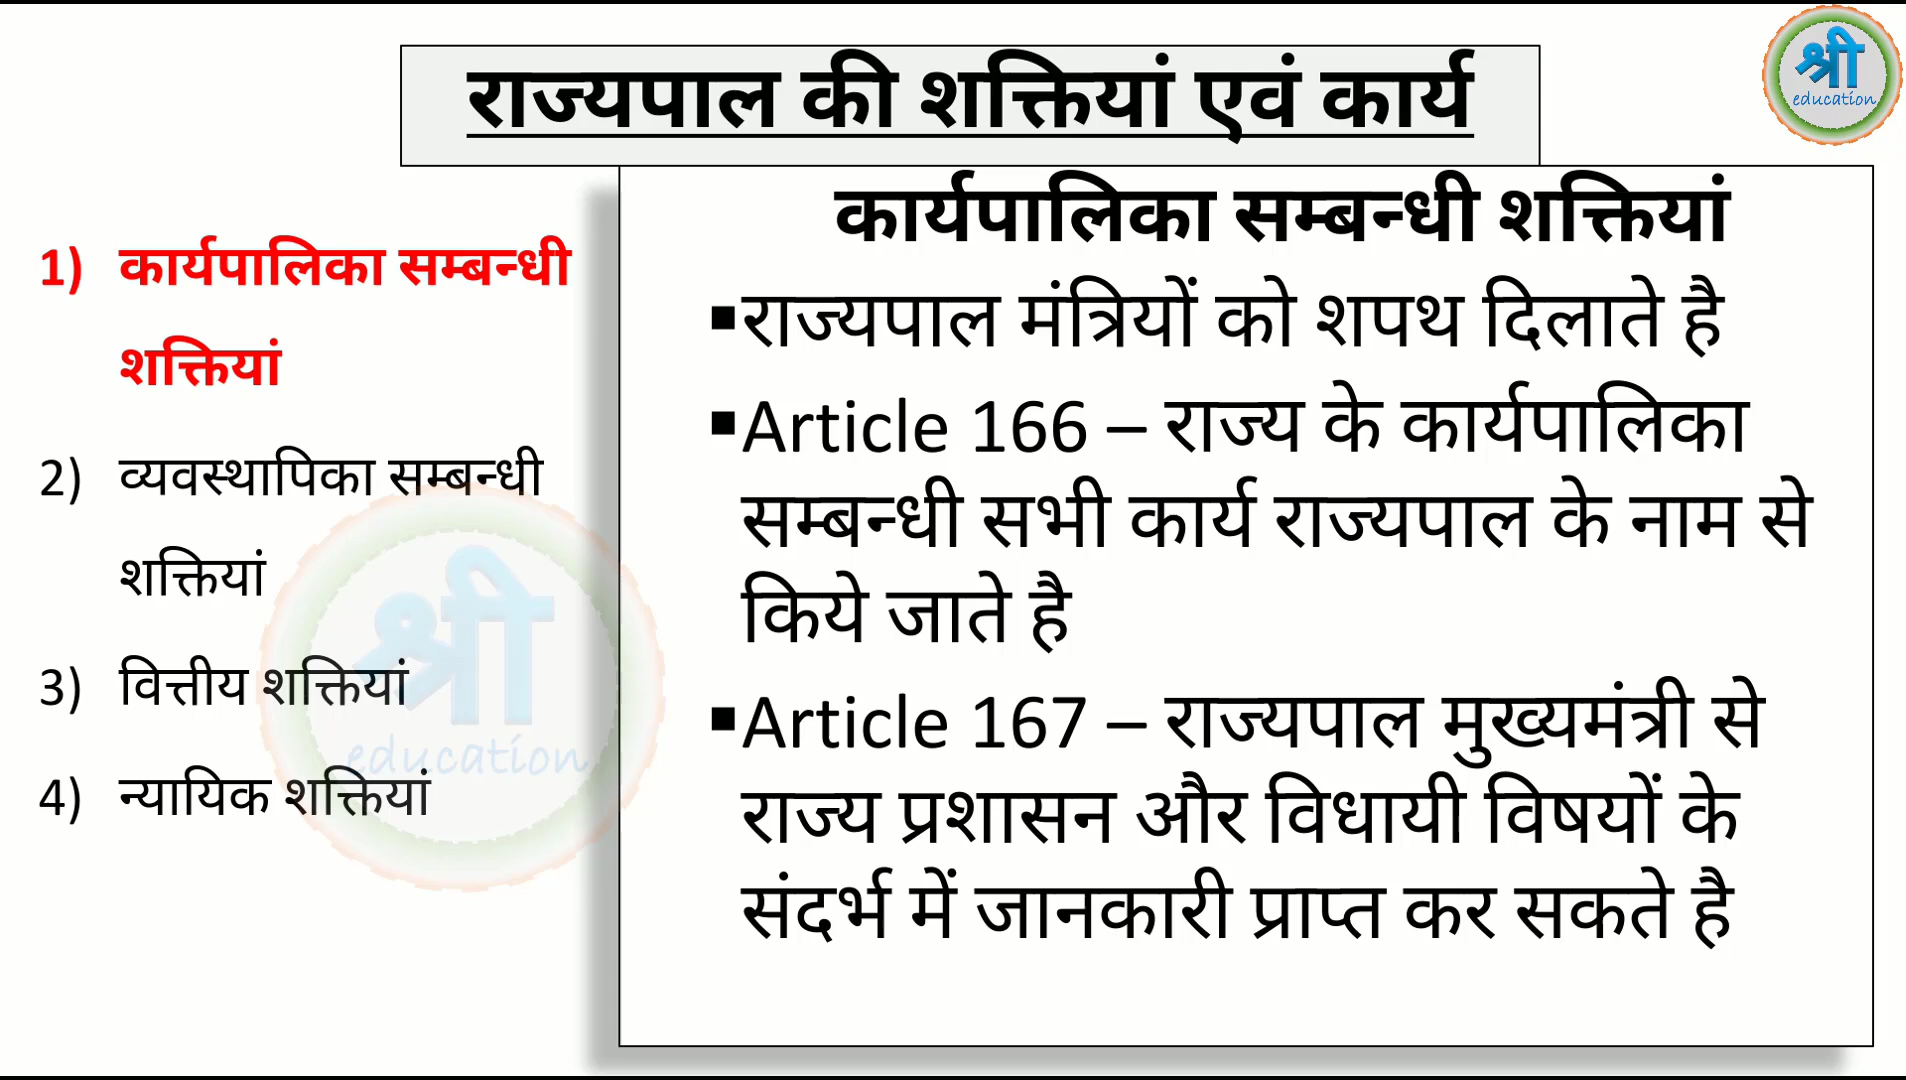 राज्यपाल की शक्तियां एवं कार्य
श्री
education
1) कार्यपालिका सम्बन्धी
शक्तियां
2) व्यवस्थापिका सम्बन्धी
शक्तियां
3) वित्तीय शक्तियां
4) न्यायिक शक्तियां
श्री
education
कार्यपालिका सम्बन्धी शक्तियां
▪राज्यपाल मंत्रियों को शपथ दिलाते है
▪Article 166 – राज्य के कार्यपालिका
सम्बन्धी सभी कार्य राज्यपाल के नाम से
किये जाते है
▪Article 167 – राज्यपाल मुख्यमंत्री से
राज्य प्रशासन और विधायी विषयों के
संदर्भ में जानकारी प्राप्त कर सकते है